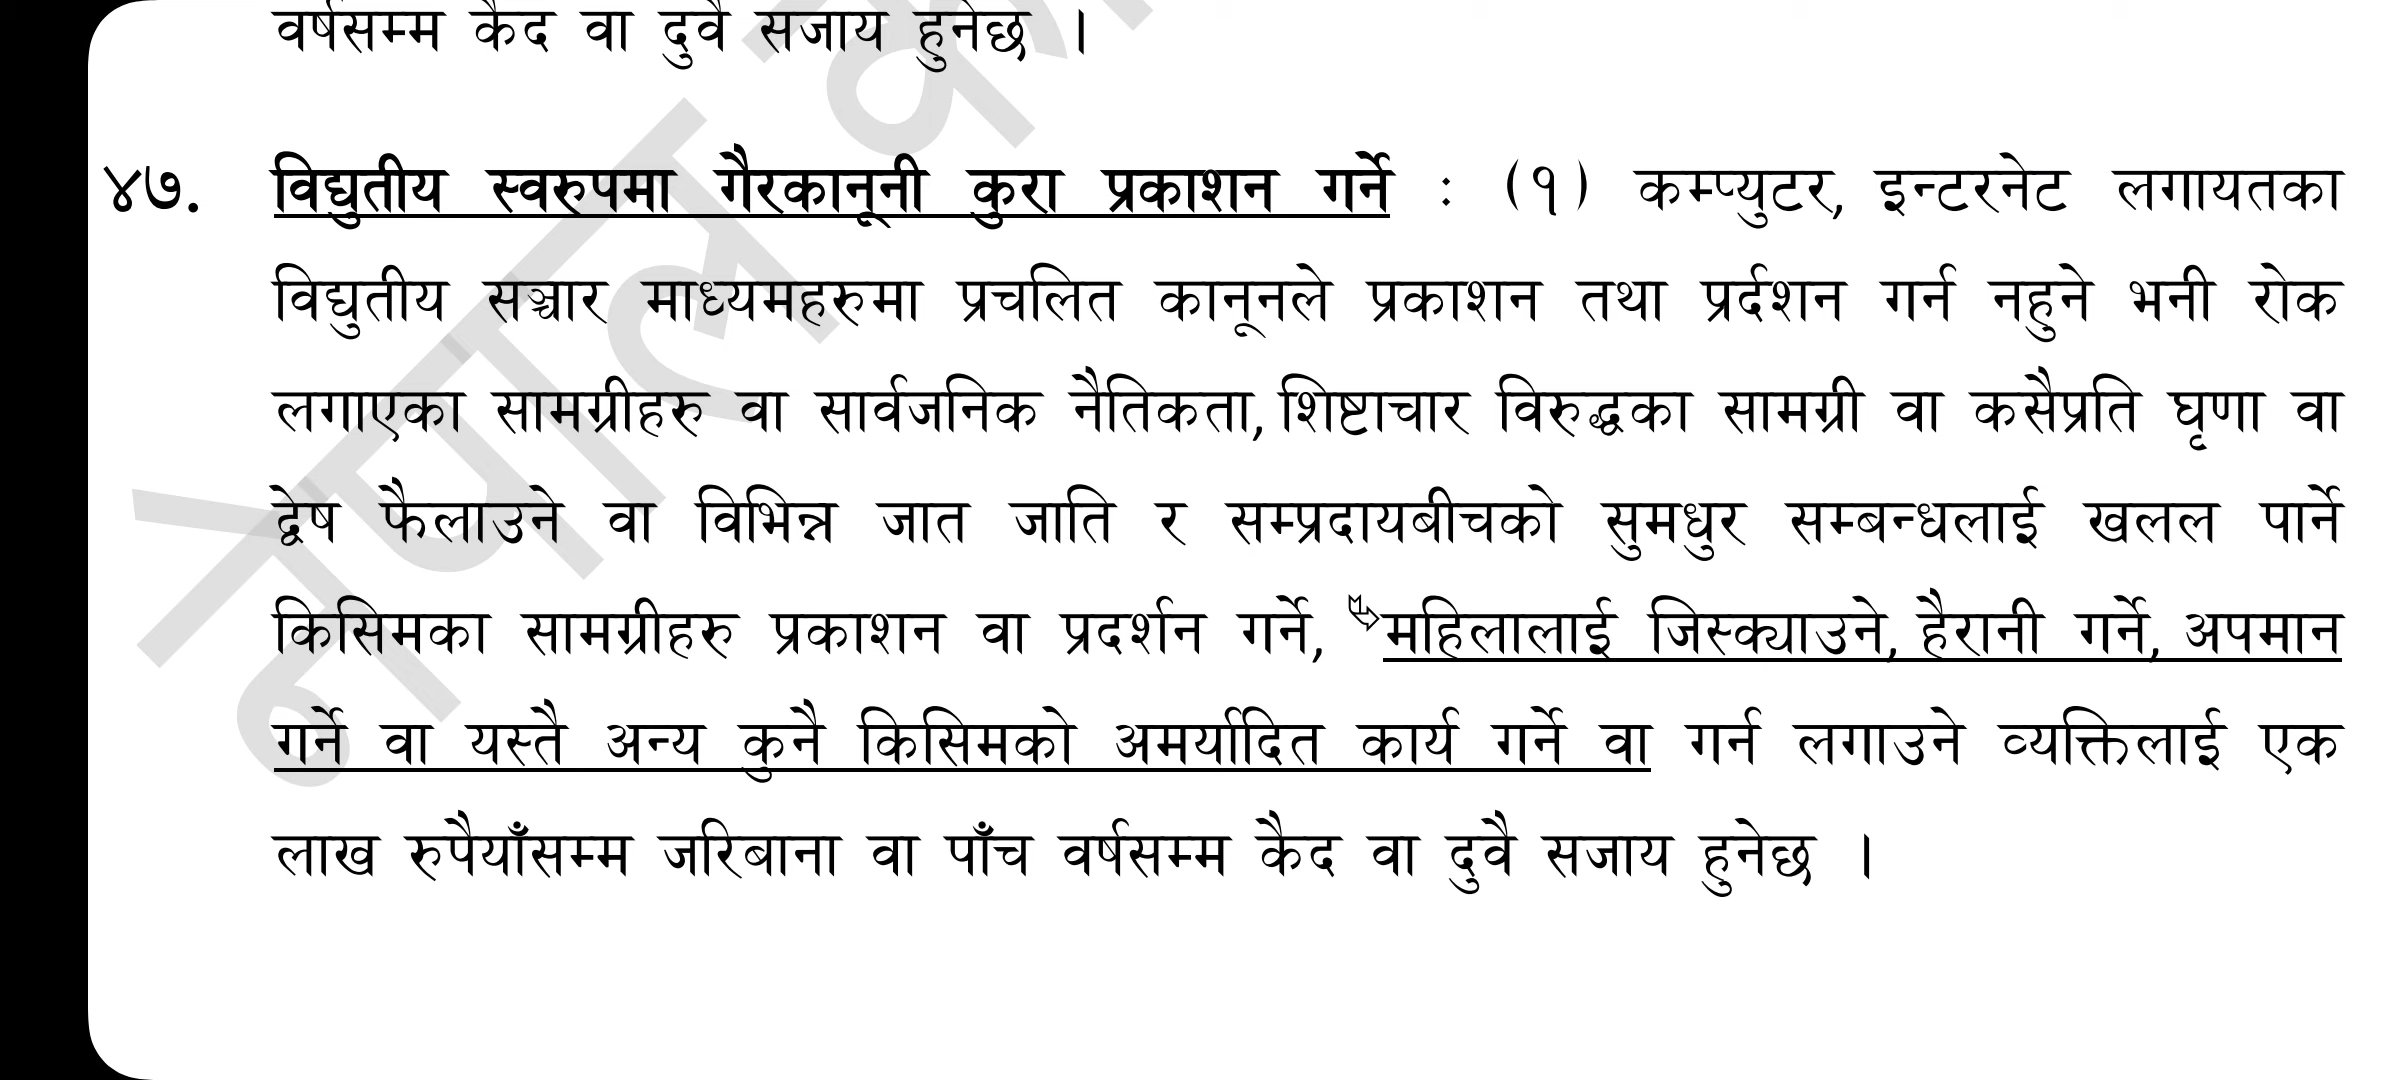 वर्षसम्म कैद वा दुवै सजाय हुनेछ ।
४७. विद्युतीय स्वरुपमा गैरकानूनी कुरा प्रकाशन गर्ने : (१) कम्प्युटर, इन्टरनेट लगायतका
विद्युतीय सञ्चार माध्यमहरुमा प्रचलित कानूनले प्रकाशन तथा प्रर्दशन गर्न नहुने भनी रोक
लगाएका सामग्रीहरु वा सार्वजनिक नैतिकता, शिष्टाचार विरुद्धका सामग्री वा कसैप्रति घृणा वा
द्वेष फैलाउने वा विभिन्न जात जाति र सम्प्रदायबीचको सुमधुर सम्बन्धलाई खलल पार्ने
किसिमका सामग्रीहरु प्रकाशन वा प्रदर्शन गर्ने, महिलालाई जिस्क्याउने, हैरानी गर्ने, अपमान
गर्ने वा यस्तै अन्य कुनै किसिमको अमर्यादित कार्य गर्ने वा गर्न लगाउने व्यक्तिलाई एक
लाख रुपैयाँसम्म जरिबाना वा पाँच वर्षसम्म कैद वा दुवै सजाय हुनेछ ।
नेपाल